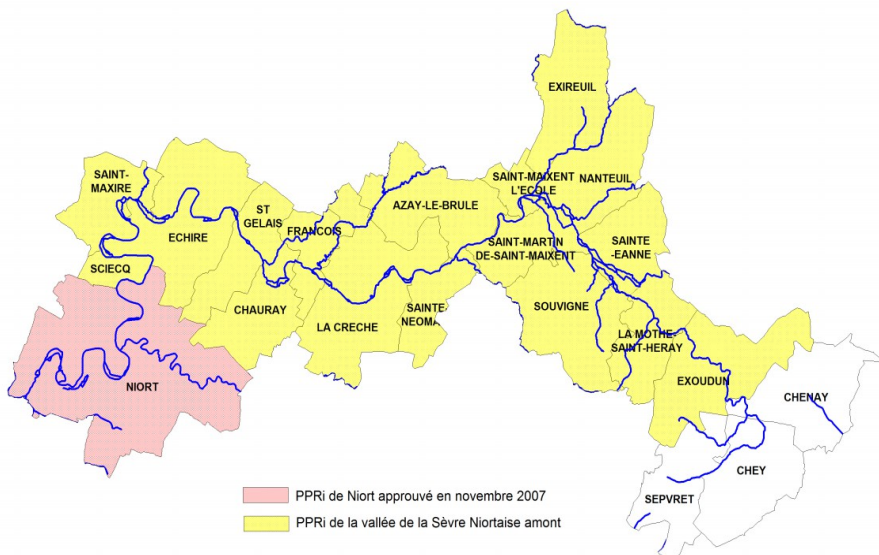 EXIREUIL
SAINT-
MAXIRE
SAINT-MAIXENT
L'ECOLE
NANTEUIL
AZAY-LE-BRULE
ST
GELAIS
FRANCOIS
ECHIRE
SAINT-MARTIN
DE-SAINT-MAIXENT
SAINTE
-EANNE
SCIECQ
CHAURAY
LA CRECHE
SAINTE
NEOMA
SOUVIGNE
LA MOTHE-
SAINT-HERAY
EXOUDUN
NIORT
CHENAY
CHEY
SEPVRET
PPRi de Niort approuvé en novembre 2007
PPRi de la vallée de la Sèvre Niortaise amont